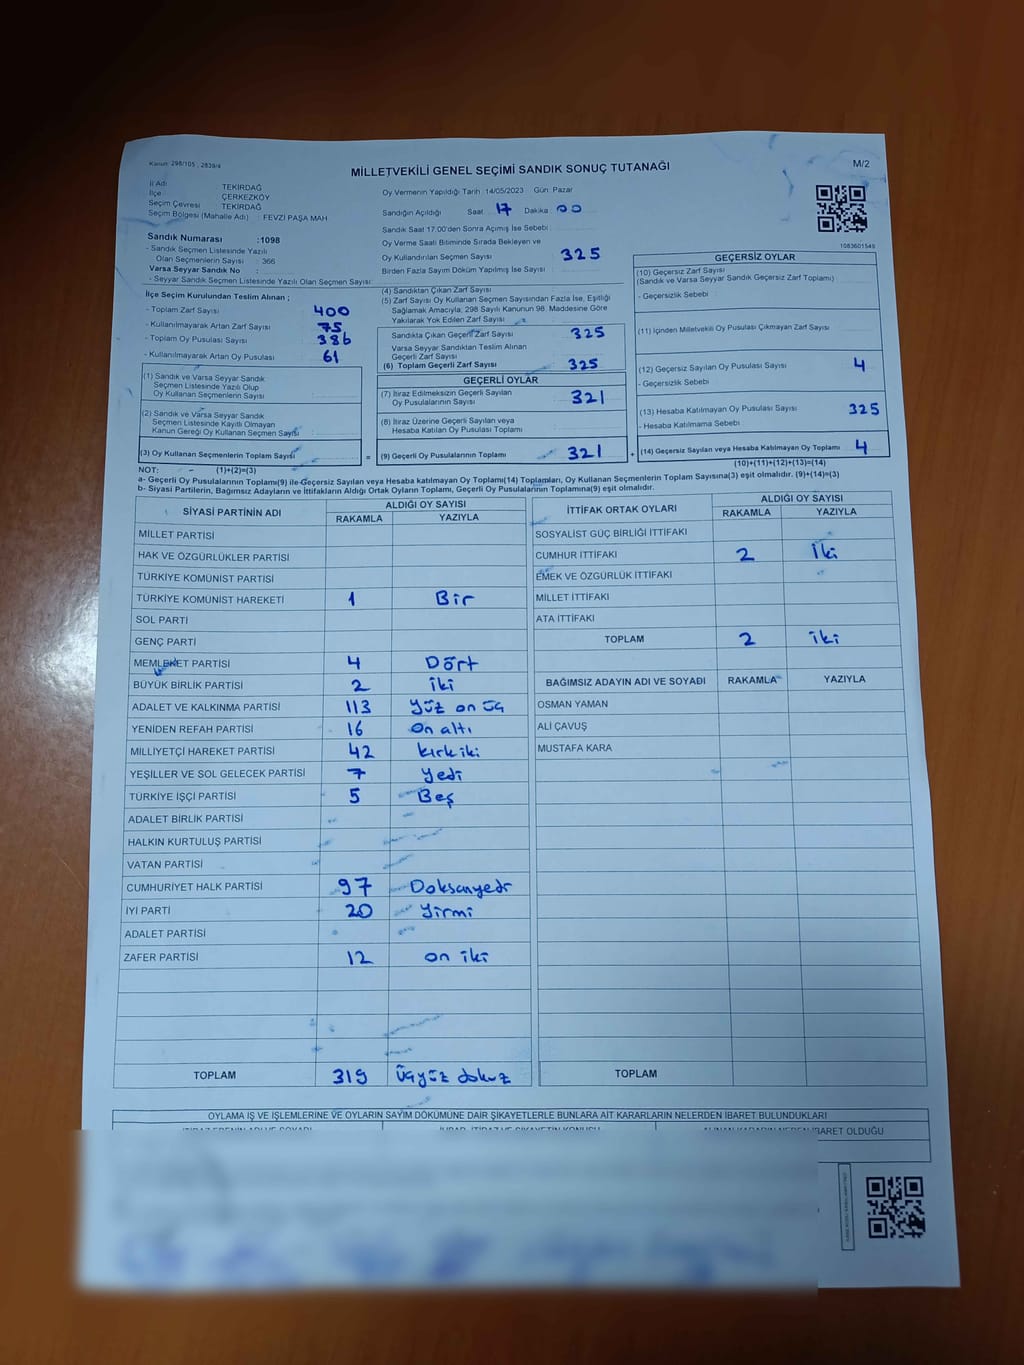 Kanun: 298/105 , 2839/4
MİLLETVEKİLİ GENEL SEÇİMİ SANDIK SONUÇ TUTANAĞI
M/2
İl Adı : TEKİRDAĞ
İlçe : ÇERKEZKÖY
Seçim Çevresi : TEKİRDAĞ
Seçim Bölgesi (Mahalle Adı) : FEVZİ PAŞA MAH
Sandık Numarası :1098
- Sandık Seçmen Listesinde Yazılı
Olan Seçmenlerin Sayısı : 366
Varsa Seyyar Sandık No :
- Seyyar Sandık Seçmen Listesinde Yazılı Olan Seçmen Sayısı:
İlçe Seçim Kurulundan Teslim Alınan ;
- Toplam Zarf Sayısı : 400
- Kullanılmayarak Artan Zarf Sayısı : 75
- Toplam Oy Pusulası Sayısı : 386
- Kullanılmayarak Artan Oy Pusulası : 61
Oy Vermenin Yapıldığı Tarih :14/05/2023 Gün: Pazar
Sandığın Açıldığı Saat : 17 Dakika : 00
Sandık Saat 17:00'den Sonra Açımış İse Sebebi :
Oy Verme Saati Bitiminde Sırada Bekleyen ve
Oy Kullandırılan Seçmen Sayısı : 325
Birden Fazla Sayım Döküm Yapılmış İse Sayısı :
(4) Sandıktan Çıkan Zarf Sayısı :
(5) Zarf Sayısı Oy Kullanan Seçmen Sayısından Fazla İse, Eşitliği
Sağlamak Amacıyla; 298 Sayılı Kanunun 98. Maddesine Göre
Yakılarak Yok Edilen Zarf Sayısı :
Sandıkta Çıkan Geçerli Zarf Sayısı : 325
Varsa Seyyar Sandıktan Teslim Alınan
Geçerli Zarf Sayısı :
(6) Toplam Geçerli Zarf Sayısı : 325
1083601549
GEÇERSİZ OYLAR
(10) Geçersiz Zarf Sayısı
(Sandık ve Varsa Seyyar Sandık Geçersiz Zarf Toplamı) :
- Geçersizlik Sebebi :
(11) İçinden Milletvekili Oy Pusulası Çıkmayan Zarf Sayısı :
(12) Geçersiz Sayılan Oy Pusulası Sayısı : 4
- Geçersizlik Sebebi :
(13) Hesaba Katılmayan Oy Pusulası Sayısı : 325
- Hesaba Katılmama Sebebi :
(14) Geçersiz Sayılan veya Hesaba Katılmayan Oy Toplamı : 4
(10)+(11)+(12)+(13)=(14)
(1) Sandık ve Varsa Seyyar Sandık
Seçmen Listesinde Yazılı Olup
Oy Kullanan Seçmenlerin Sayısı :
(2) Sandık ve Varsa Seyyar Sandık
Seçmen Listesinde Kayıtlı Olmayan
Kanun Gereği Oy Kullanan Seçmen Sayısı :
(3) Oy Kullanan Seçmenlerin Toplam Sayısı :
GEÇERLİ OYLAR
(7) İtiraz Edilmeksizin Geçerli Sayılan
Oy Pusulalarının Sayısı : 321
(8) İtiraz Üzerine Geçerli Sayılan veya
Hesaba Katılan Oy Pusulası Toplamı :
= (9) Geçerli Oy Pusulalarının Toplamı : 321 +
NOT: - (1)+(2)=(3)
a- Geçerli Oy Pusulalarının Toplamı(9) ile Geçersiz Sayılan veya Hesaba katılmayan Oy Toplamı(14) Toplamları, Oy Kullanan Seçmenlerin Toplam Sayısına(3) eşit olmalıdır. (9)+(14)=(3)
b- Siyasi Partilerin, Bağımsız Adayların ve İttifakların Aldığı Ortak Oyların Toplamı, Geçerli Oy Pusulalarının Toplamına(9) eşit olmalıdır.
SİYASİ PARTİNİN ADI ALDIĞI OY SAYISI
RAKAMLA YAZIYLA
MİLLET PARTİSİ
HAK VE ÖZGÜRLÜKLER PARTİSİ
TÜRKİYE KOMÜNİST PARTİSİ
TÜRKİYE KOMÜNİST HAREKETİ 1 Bir
SOL PARTİ
GENÇ PARTİ
MEMLEKET PARTİSİ 4 Dört
BÜYÜK BİRLİK PARTİSİ 2 iki
ADALET VE KALKINMA PARTİSİ 113 Yüz on üç
YENİDEN REFAH PARTİSİ 16 On altı
MİLLİYETÇİ HAREKET PARTİSİ 42 kırk iki
YEŞİLLER VE SOL GELECEK PARTİSİ 7 Yedi
TÜRKİYE İŞÇİ PARTİSİ 5 Beş
ADALET BİRLİK PARTİSİ
HALKIN KURTULUŞ PARTİSİ
VATAN PARTİSİ
CUMHURİYET HALK PARTİSİ 97 Doksanyedi
İYİ PARTİ 20 Yirmi
ADALET PARTİSİ
ZAFER PARTİSİ 12 on iki
TOPLAM 319 üçyüz dokuz
İTTİFAK ORTAK OYLARI ALDIĞI OY SAYISI
RAKAMLA YAZIYLA
SOSYALİST GÜÇ BİRLİĞİ İTTİFAKI
CUMHUR İTTİFAKI 2 İki
EMEK VE ÖZGÜRLÜK İTTİFAKI
MİLLET İTTİFAKI
ATA İTTİFAKI
TOPLAM 2 iki
BAĞIMSIZ ADAYIN ADI VE SOYADI RAKAMLA YAZIYLA
OSMAN YAMAN
ALİ ÇAVUŞ
MUSTAFA KARA
TOPLAM
OYLAMA İŞ VE İŞLEMLERİNE VE OYLARIN SAYIM DÖKÜMÜNE DAİR ŞİKAYETLERLE BUNLARA AİT KARARLARIN NELERDEN İBARET BULUNDUKLARI